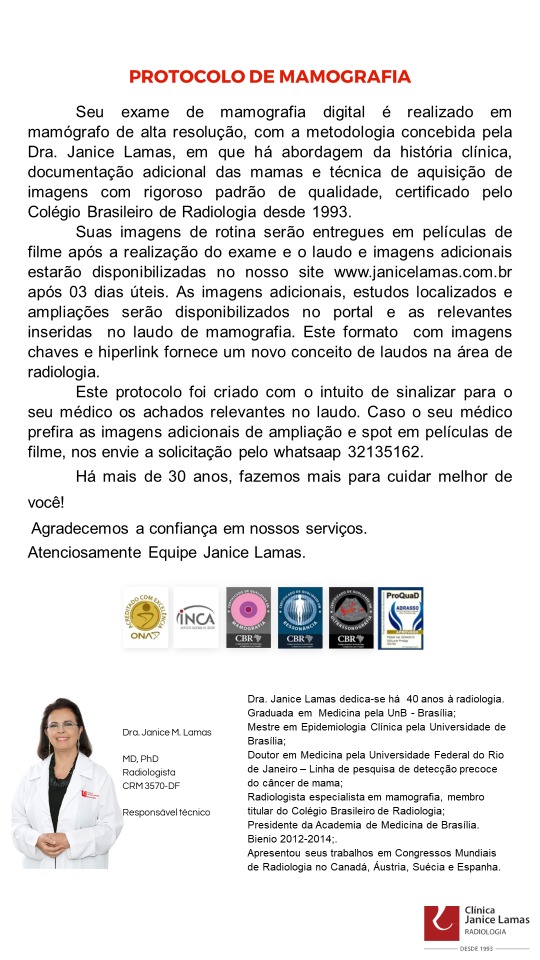 PROTOCOLO DE MAMOGRAFIA
Seu exame de mamografia digital é realizado em
mamógrafo de alta resolução, com a metodologia concebida pela
Dra. Janice Lamas, em que há abordagem da história clínica,
documentação adicional das mamas e técnica de aquisição de
imagens com rigoroso padrão de qualidade, certificado pelo
Colégio Brasileiro de Radiologia desde 1993.
Suas imagens de rotina serão entregues em películas de
filme após a realização do exame e o laudo e imagens adicionais
estarão disponibilizadas no nosso site www.janicelamas.com.br
após 03 dias úteis. As imagens adicionais, estudos localizados e
ampliações serão disponibilizados no portal e as relevantes
inseridas no laudo de mamografia. Este formato com imagens
chaves e hiperlink fornece um novo conceito de laudos na área de
radiologia.
Este protocolo foi criado com o intuito de sinalizar para o
seu médico os achados relevantes no laudo. Caso o seu médico
prefira as imagens adicionais de ampliação e spot em películas de
filme, nos envie a solicitação pelo whatsaap 32135162.
Há mais de 30 anos, fazemos mais para cuidar melhor de
você!
Agradecemos a confiança em nossos serviços.
Atenciosamente Equipe Janice Lamas.
ACREDITADO COM EXCELÊNCIA
ONA
INCA
MAMOGRAFIA
CBR
RESSONÂNCIA
CBR
ULTRASSONOGRAFIA
CBR
ProQuaD
ABRASSO
Dra. Janice M. Lamas
MD, PhD
Radiologista
CRM 3570-DF
Responsável técnico
Dra. Janice Lamas dedica-se há 40 anos à radiologia.
Graduada em Medicina pela UnB - Brasília;
Mestre em Epidemiologia Clínica pela Universidade de
Brasília;
Doutor em Medicina pela Universidade Federal do Rio
de Janeiro – Linha de pesquisa de detecção precoce
do câncer de mama;
Radiologista especialista em mamografia, membro
titular do Colégio Brasileiro de Radiologia;
Presidente da Academia de Medicina de Brasília.
Bienio 2012-2014;.
Apresentou seus trabalhos em Congressos Mundiais
de Radiologia no Canadá, Áustria, Suécia e Espanha.
Clínica
Janice Lamas
RADIOLOGIA
DESDE 1993